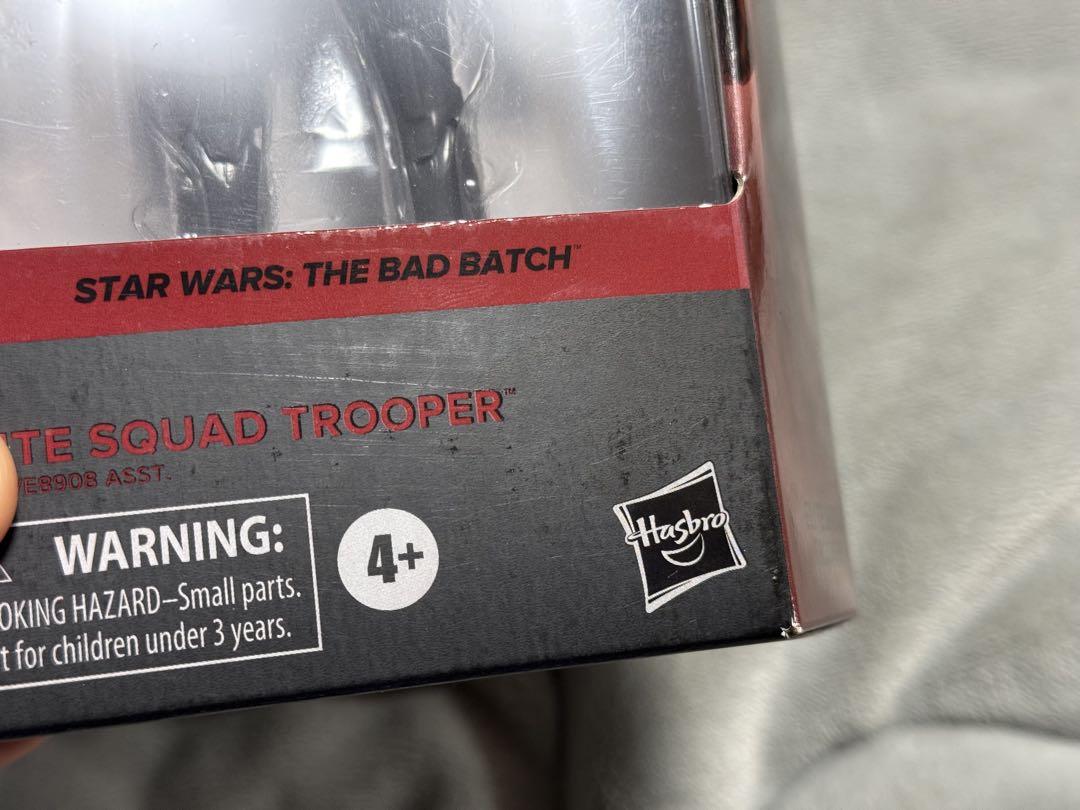 STAR WARS: THE BAD BATCH™
ITE SQUAD TROOPER™
E8908 ASST.
WARNING:
OKING HAZARD–Small parts.
t for children under 3 years.
4+
Hasbro